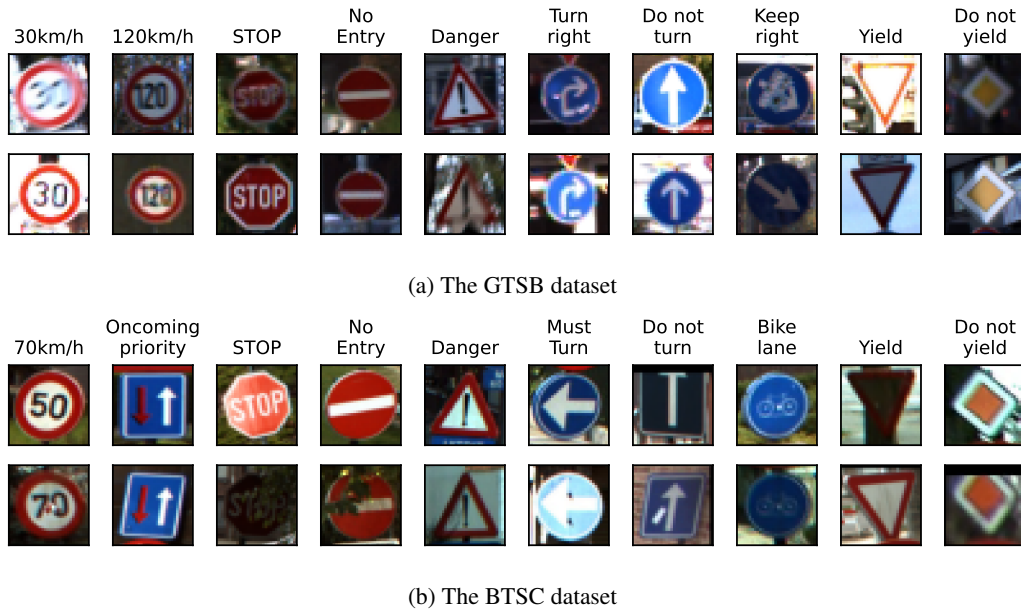 30km/h 120km/h STOP No Entry Danger Turn right Do not turn Keep right Yield Do not yield
30 120 STOP
30 120 STOP
(a) The GTSB dataset
70km/h Oncoming priority STOP No Entry Danger Must Turn Do not turn Bike lane Yield Do not yield
50 STOP
70 STOP
(b) The BTSC dataset